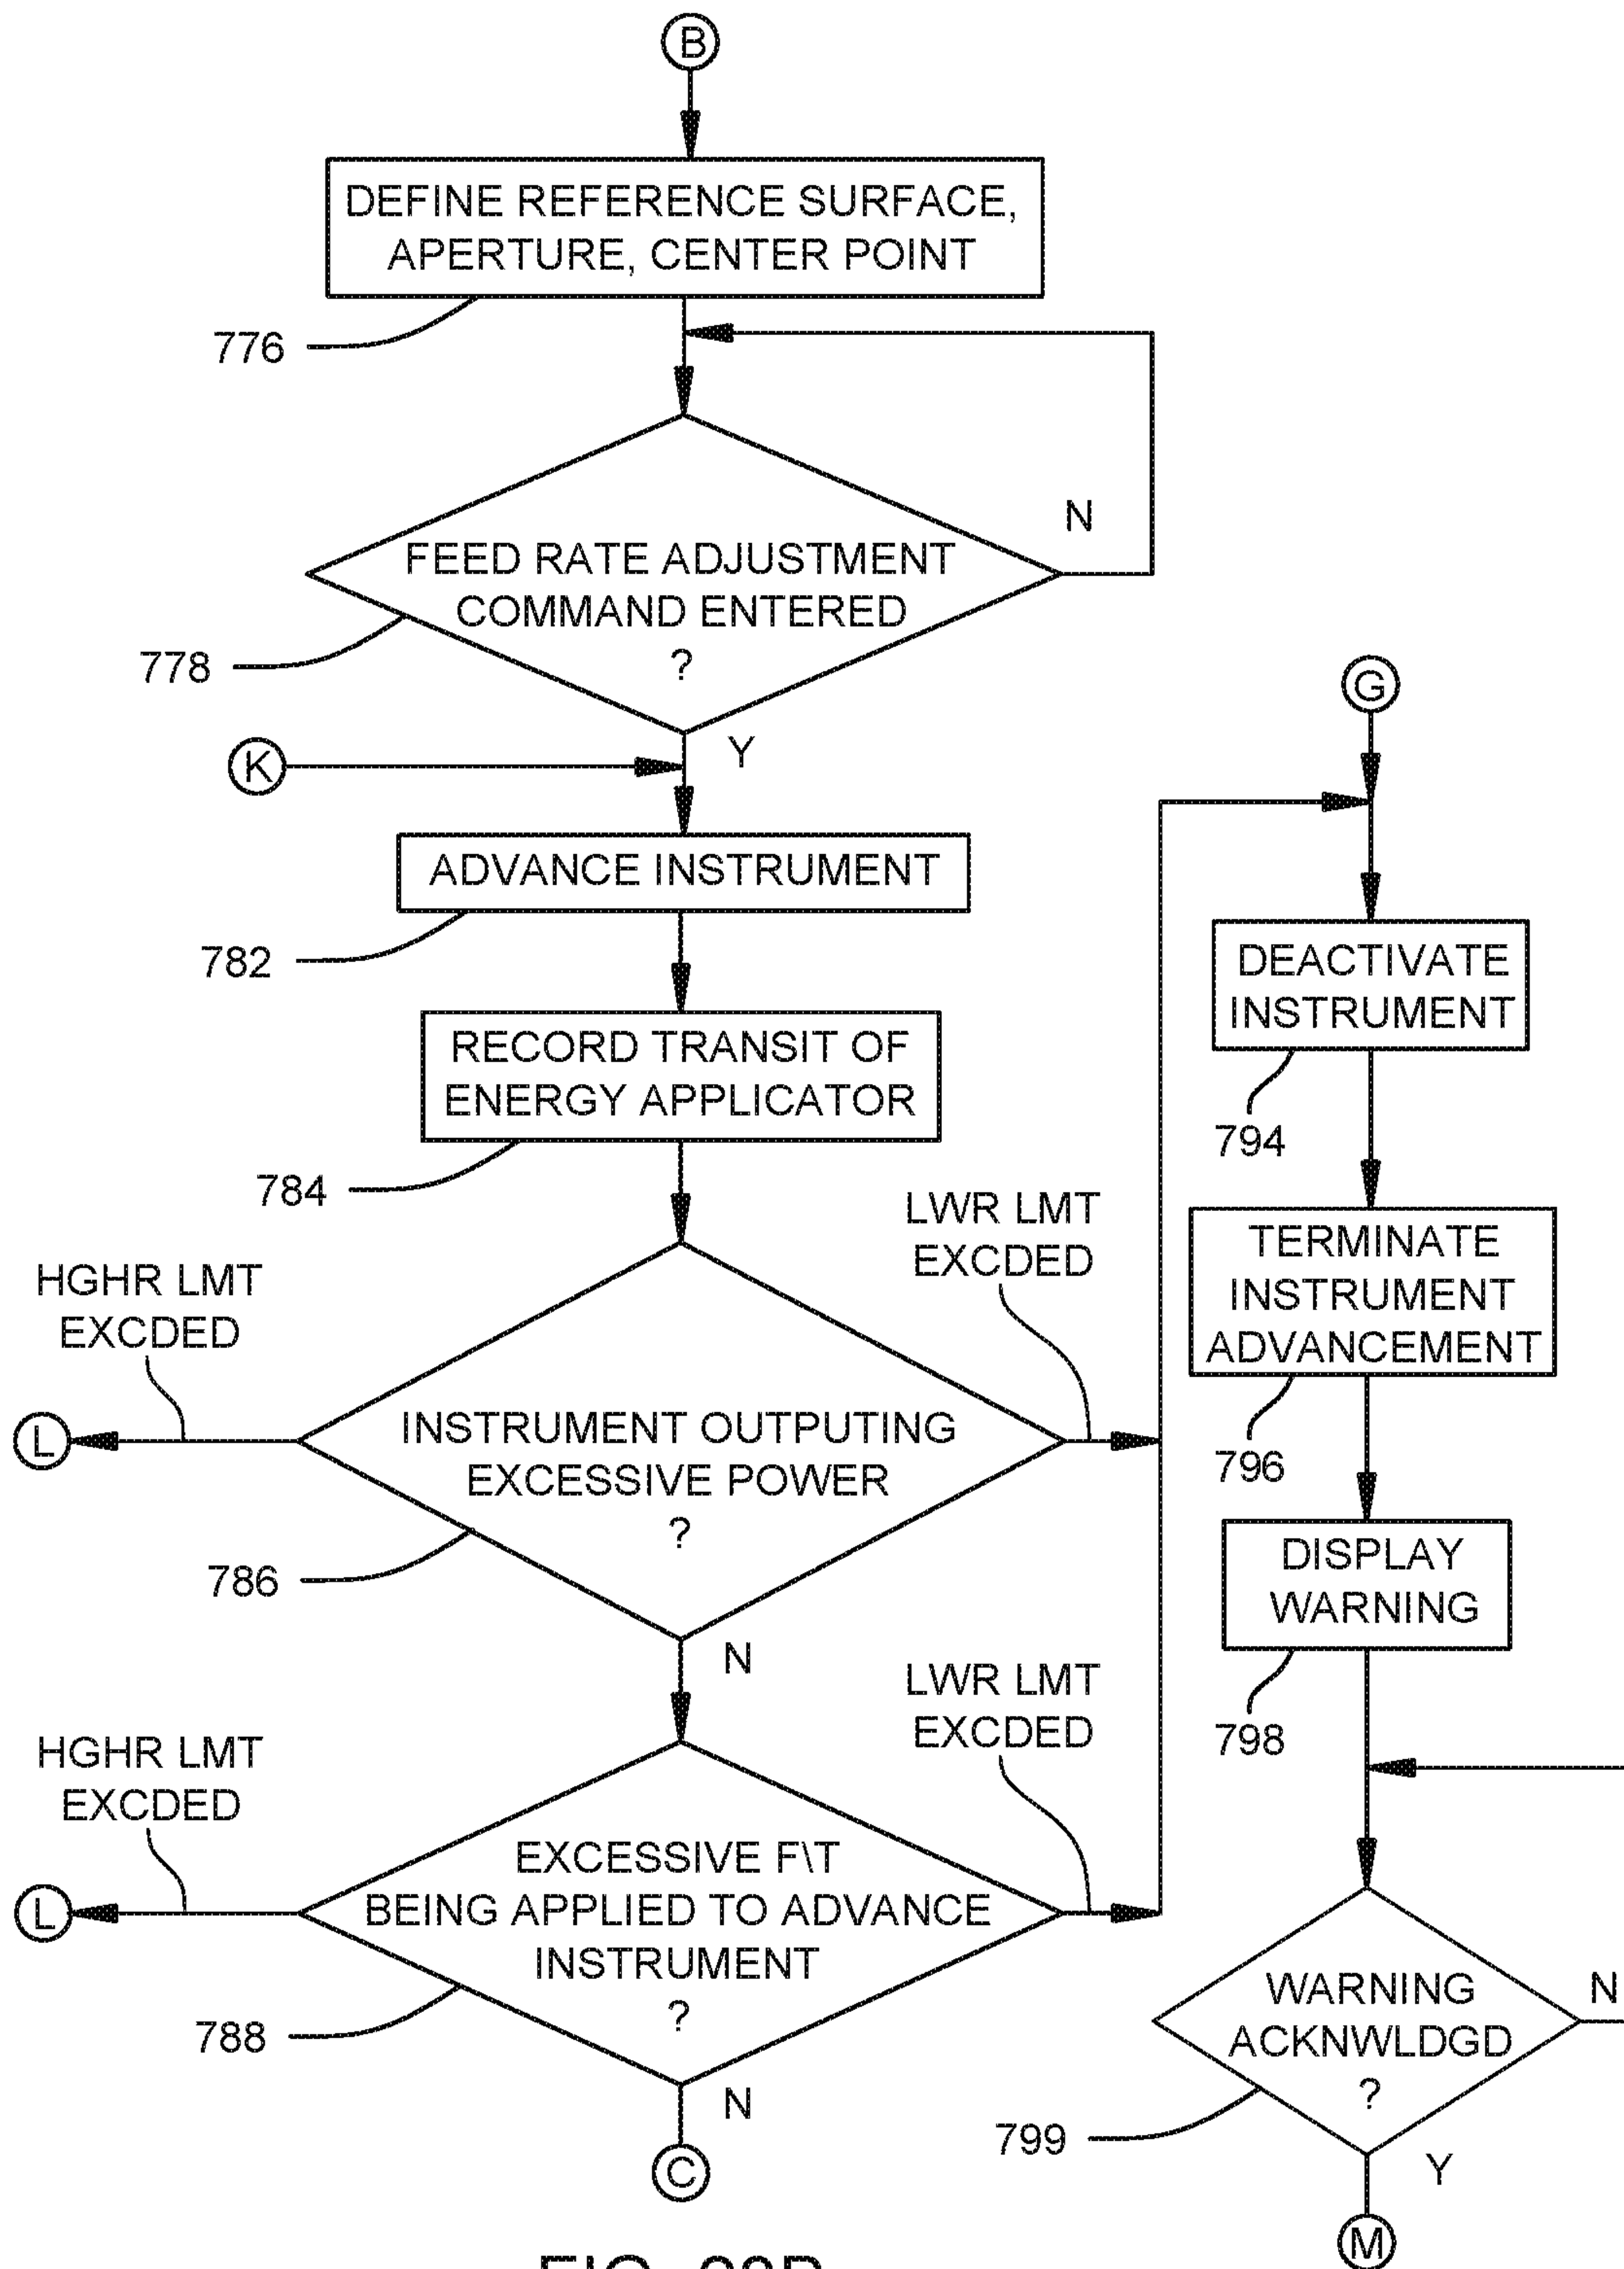 B
DEFINE REFERENCE SURFACE,
APERTURE, CENTER POINT
776
FEED RATE ADJUSTMENT
COMMAND ENTERED
?
N
778
Y
K
ADVANCE INSTRUMENT
782
RECORD TRANSIT OF
ENERGY APPLICATOR
784
HGHR LMT
EXCDED
LWR LMT
EXCDED
L
INSTRUMENT OUTPUTING
EXCESSIVE POWER
?
786
N
HGHR LMT
EXCDED
LWR LMT
EXCDED
L
EXCESSIVE F\T
BEING APPLIED TO ADVANCE
INSTRUMENT
?
788
N
C
G
DEACTIVATE
INSTRUMENT
794
TERMINATE
INSTRUMENT
ADVANCEMENT
796
DISPLAY
WARNING
798
WARNING
ACKNWLDGD
?
N
799
Y
M